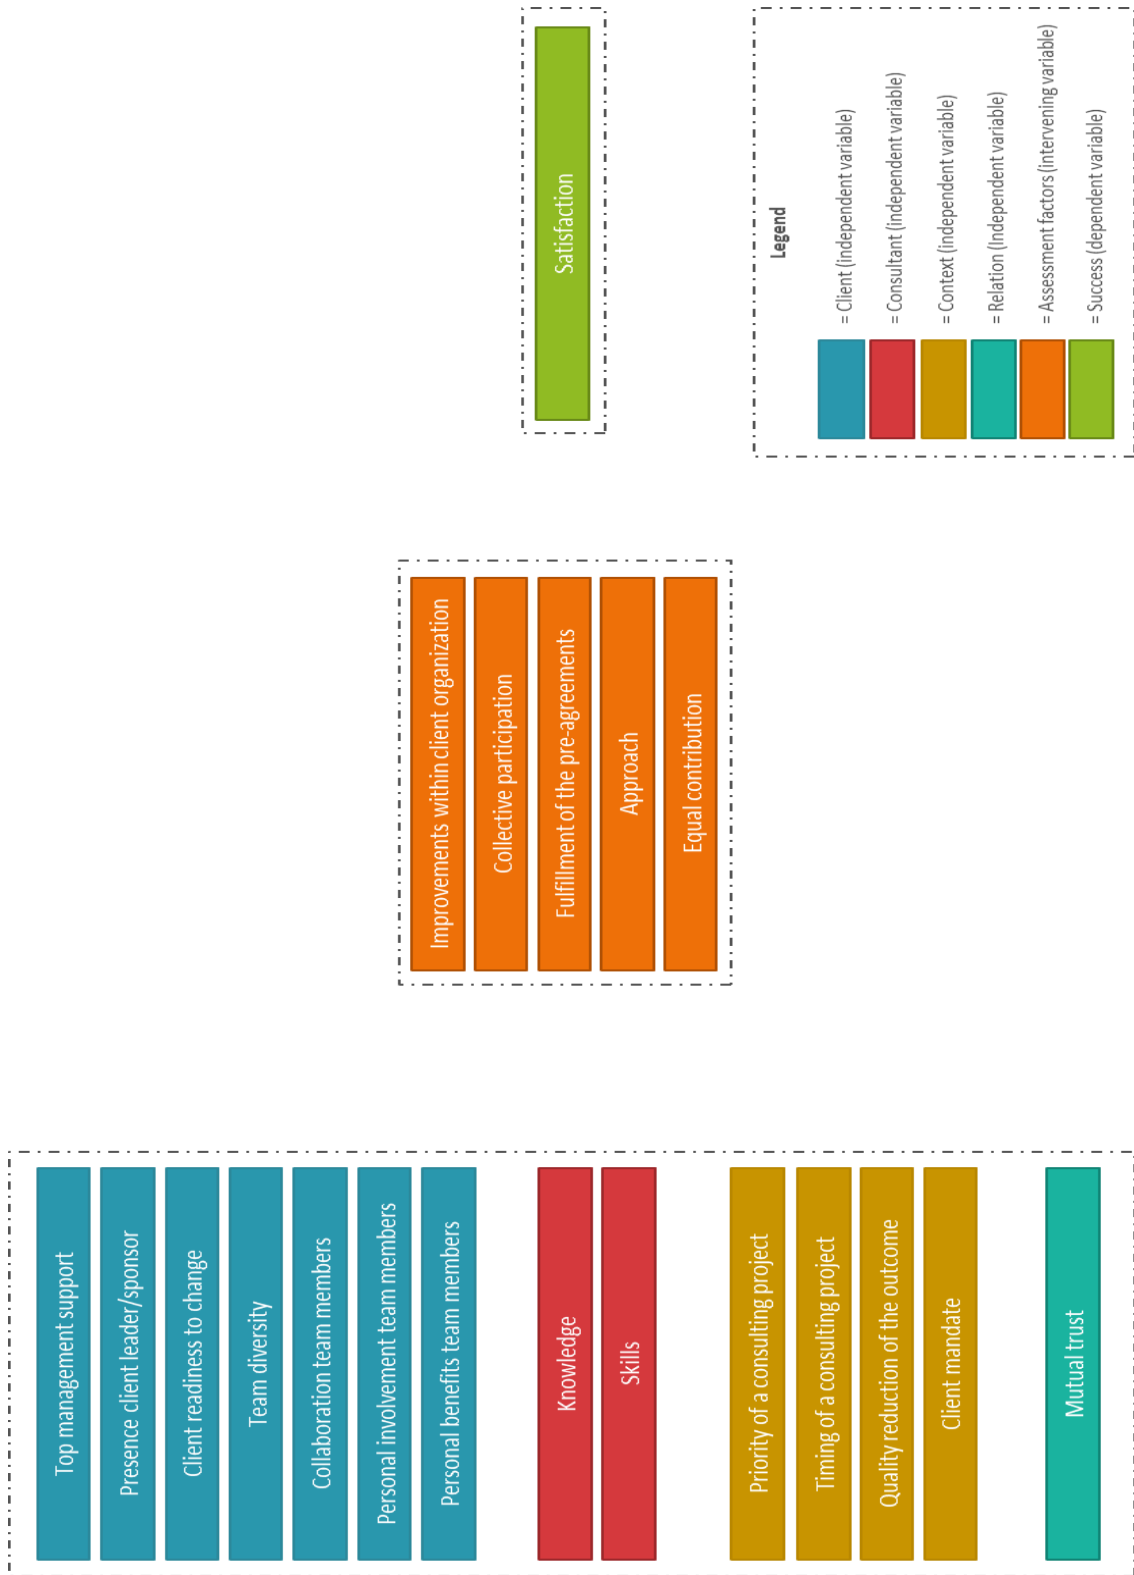 Top management support
Presence client leader/sponsor
Client readiness to change
Team diversity
Collaboration team members
Personal involvement team members
Personal benefits team members
Knowledge
Skills
Priority of a consulting project
Timing of a consulting project
Quality reduction of the outcome
Client mandate
Mutual trust
Improvements within client organization
Collective participation
Fulfillment of the pre-agreements
Approach
Equal contribution
Satisfaction
Legend
= Client (independent variable)
= Consultant (independent variable)
= Context (independent variable)
= Relation (Independent variable)
= Assessment factors (intervening variable)
= Success (dependent variable)